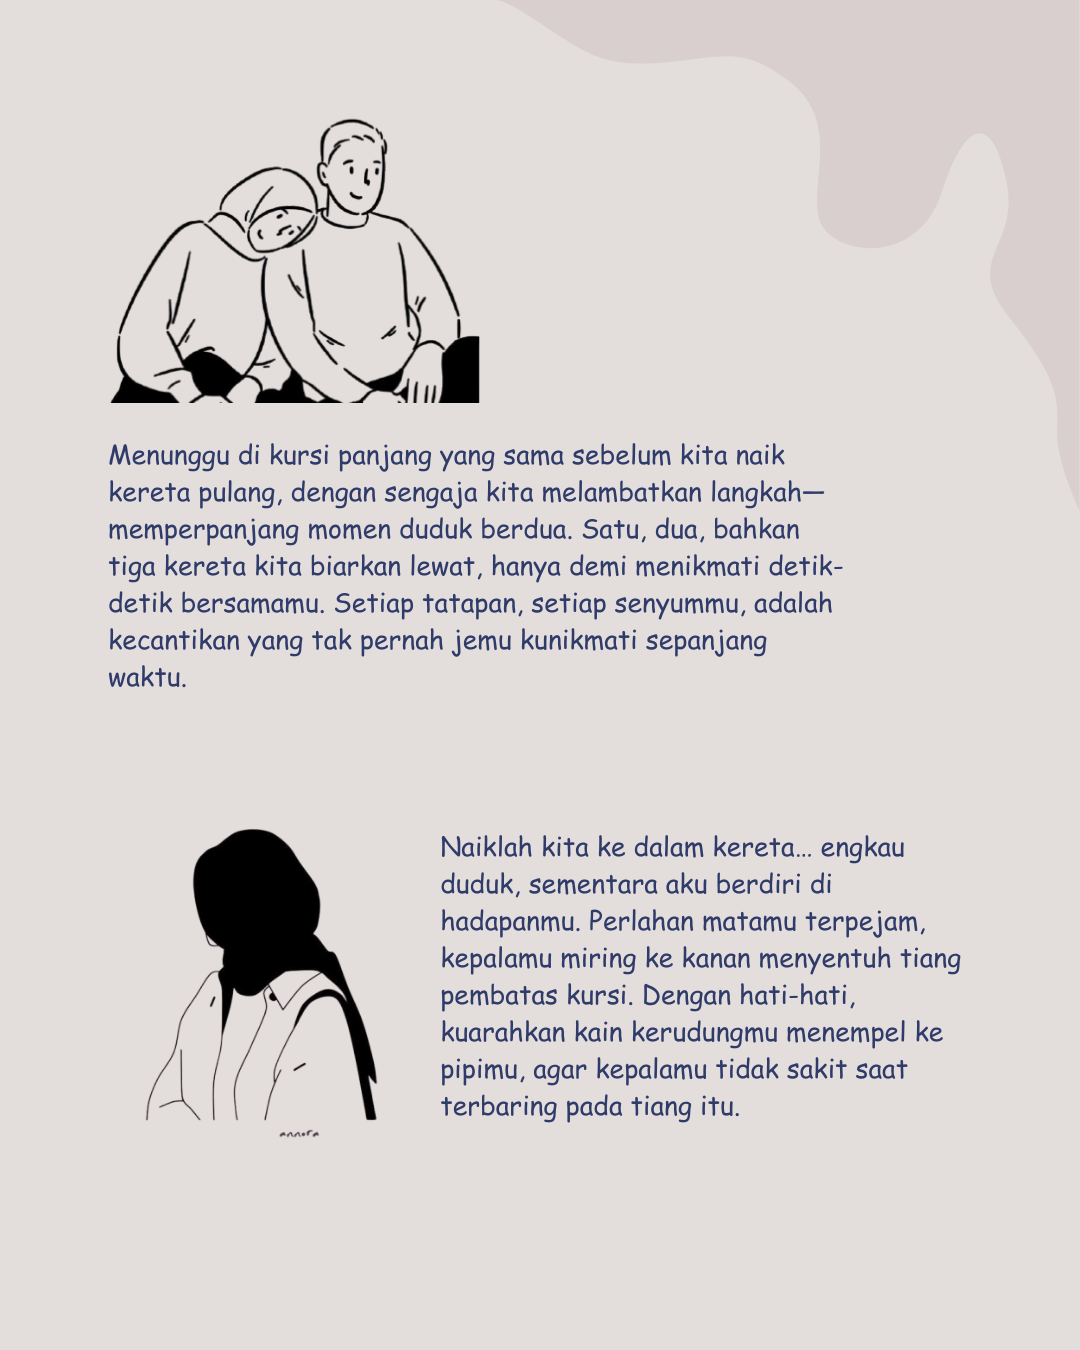 Menunggu di kursi panjang yang sama sebelum kita naik
kereta pulang, dengan sengaja kita melambatkan langkah—
memperpanjang momen duduk berdua. Satu, dua, bahkan
tiga kereta kita biarkan lewat, hanya demi menikmati detik-
detik bersamamu. Setiap tatapan, setiap senyummu, adalah
kecantikan yang tak pernah jemu kunikmati sepanjang
waktu.
Naiklah kita ke dalam kereta… engkau
duduk, sementara aku berdiri di
hadapanmu. Perlahan matamu terpejam,
kepalamu miring ke kanan menyentuh tiang
pembatas kursi. Dengan hati-hati,
kuarahkan kain kerudungmu menempel ke
pipimu, agar kepalamu tidak sakit saat
terbaring pada tiang itu.
annora